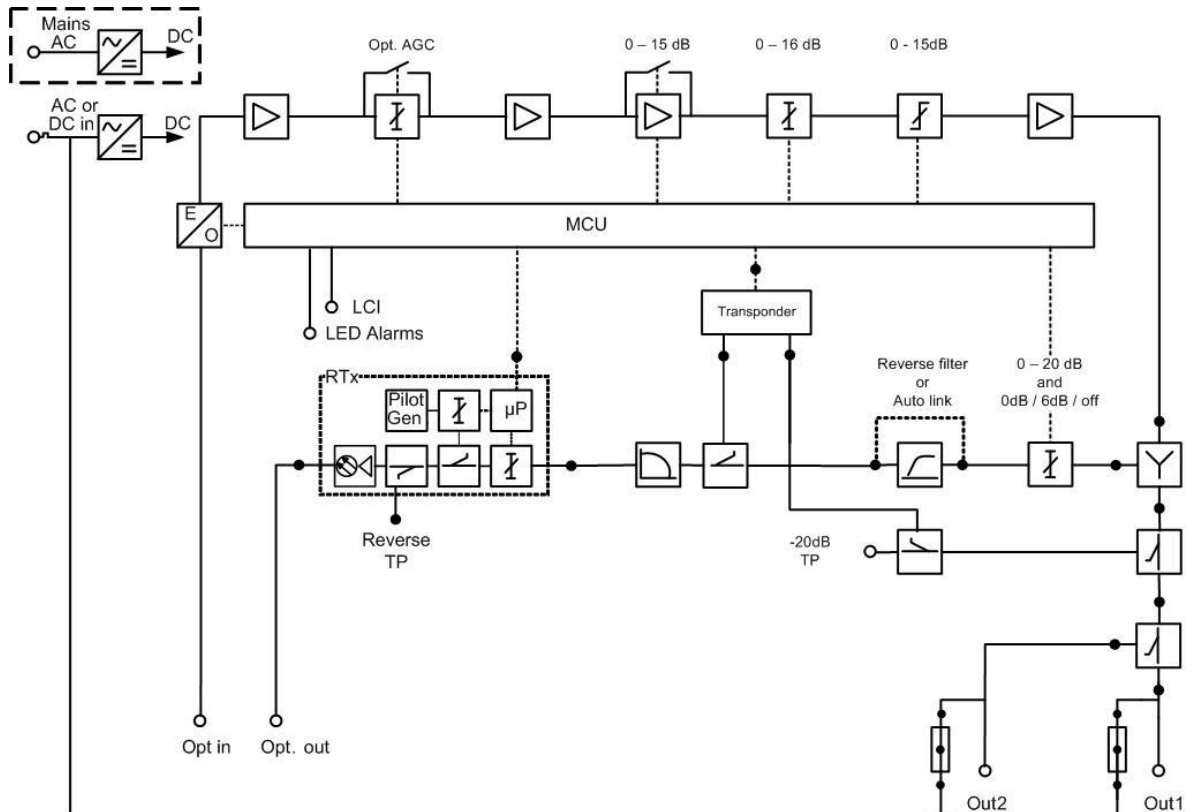 Mains
AC
DC
AC or
DC in
DC
Opt. AGC
0 – 15 dB
0 – 16 dB
0 - 15dB
E
O
MCU
LCI
LED Alarms
Transponder
RTx
Pilot
Gen
µP
Reverse filter
or
Auto link
0 – 20 dB
and
0dB / 6dB / off
Reverse
TP
-20dB
TP
Opt in
Opt. out
Out2
Out1